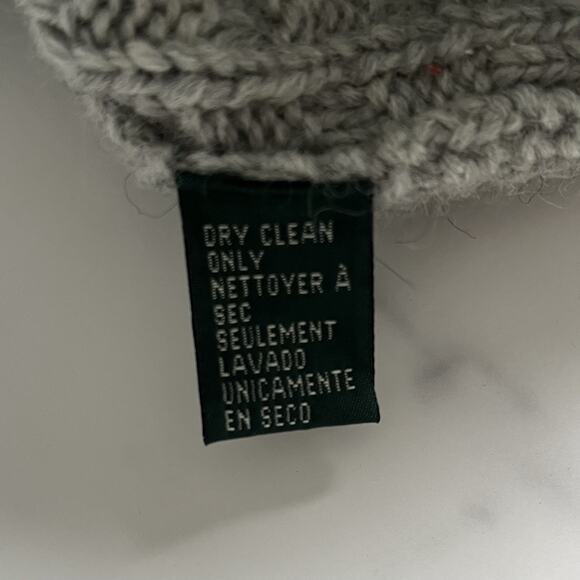 DRY CLEAN
ONLY
NETTOYER À
SEC
SEULEMENT
LAVADO
UNICAMENTE
EN SECO